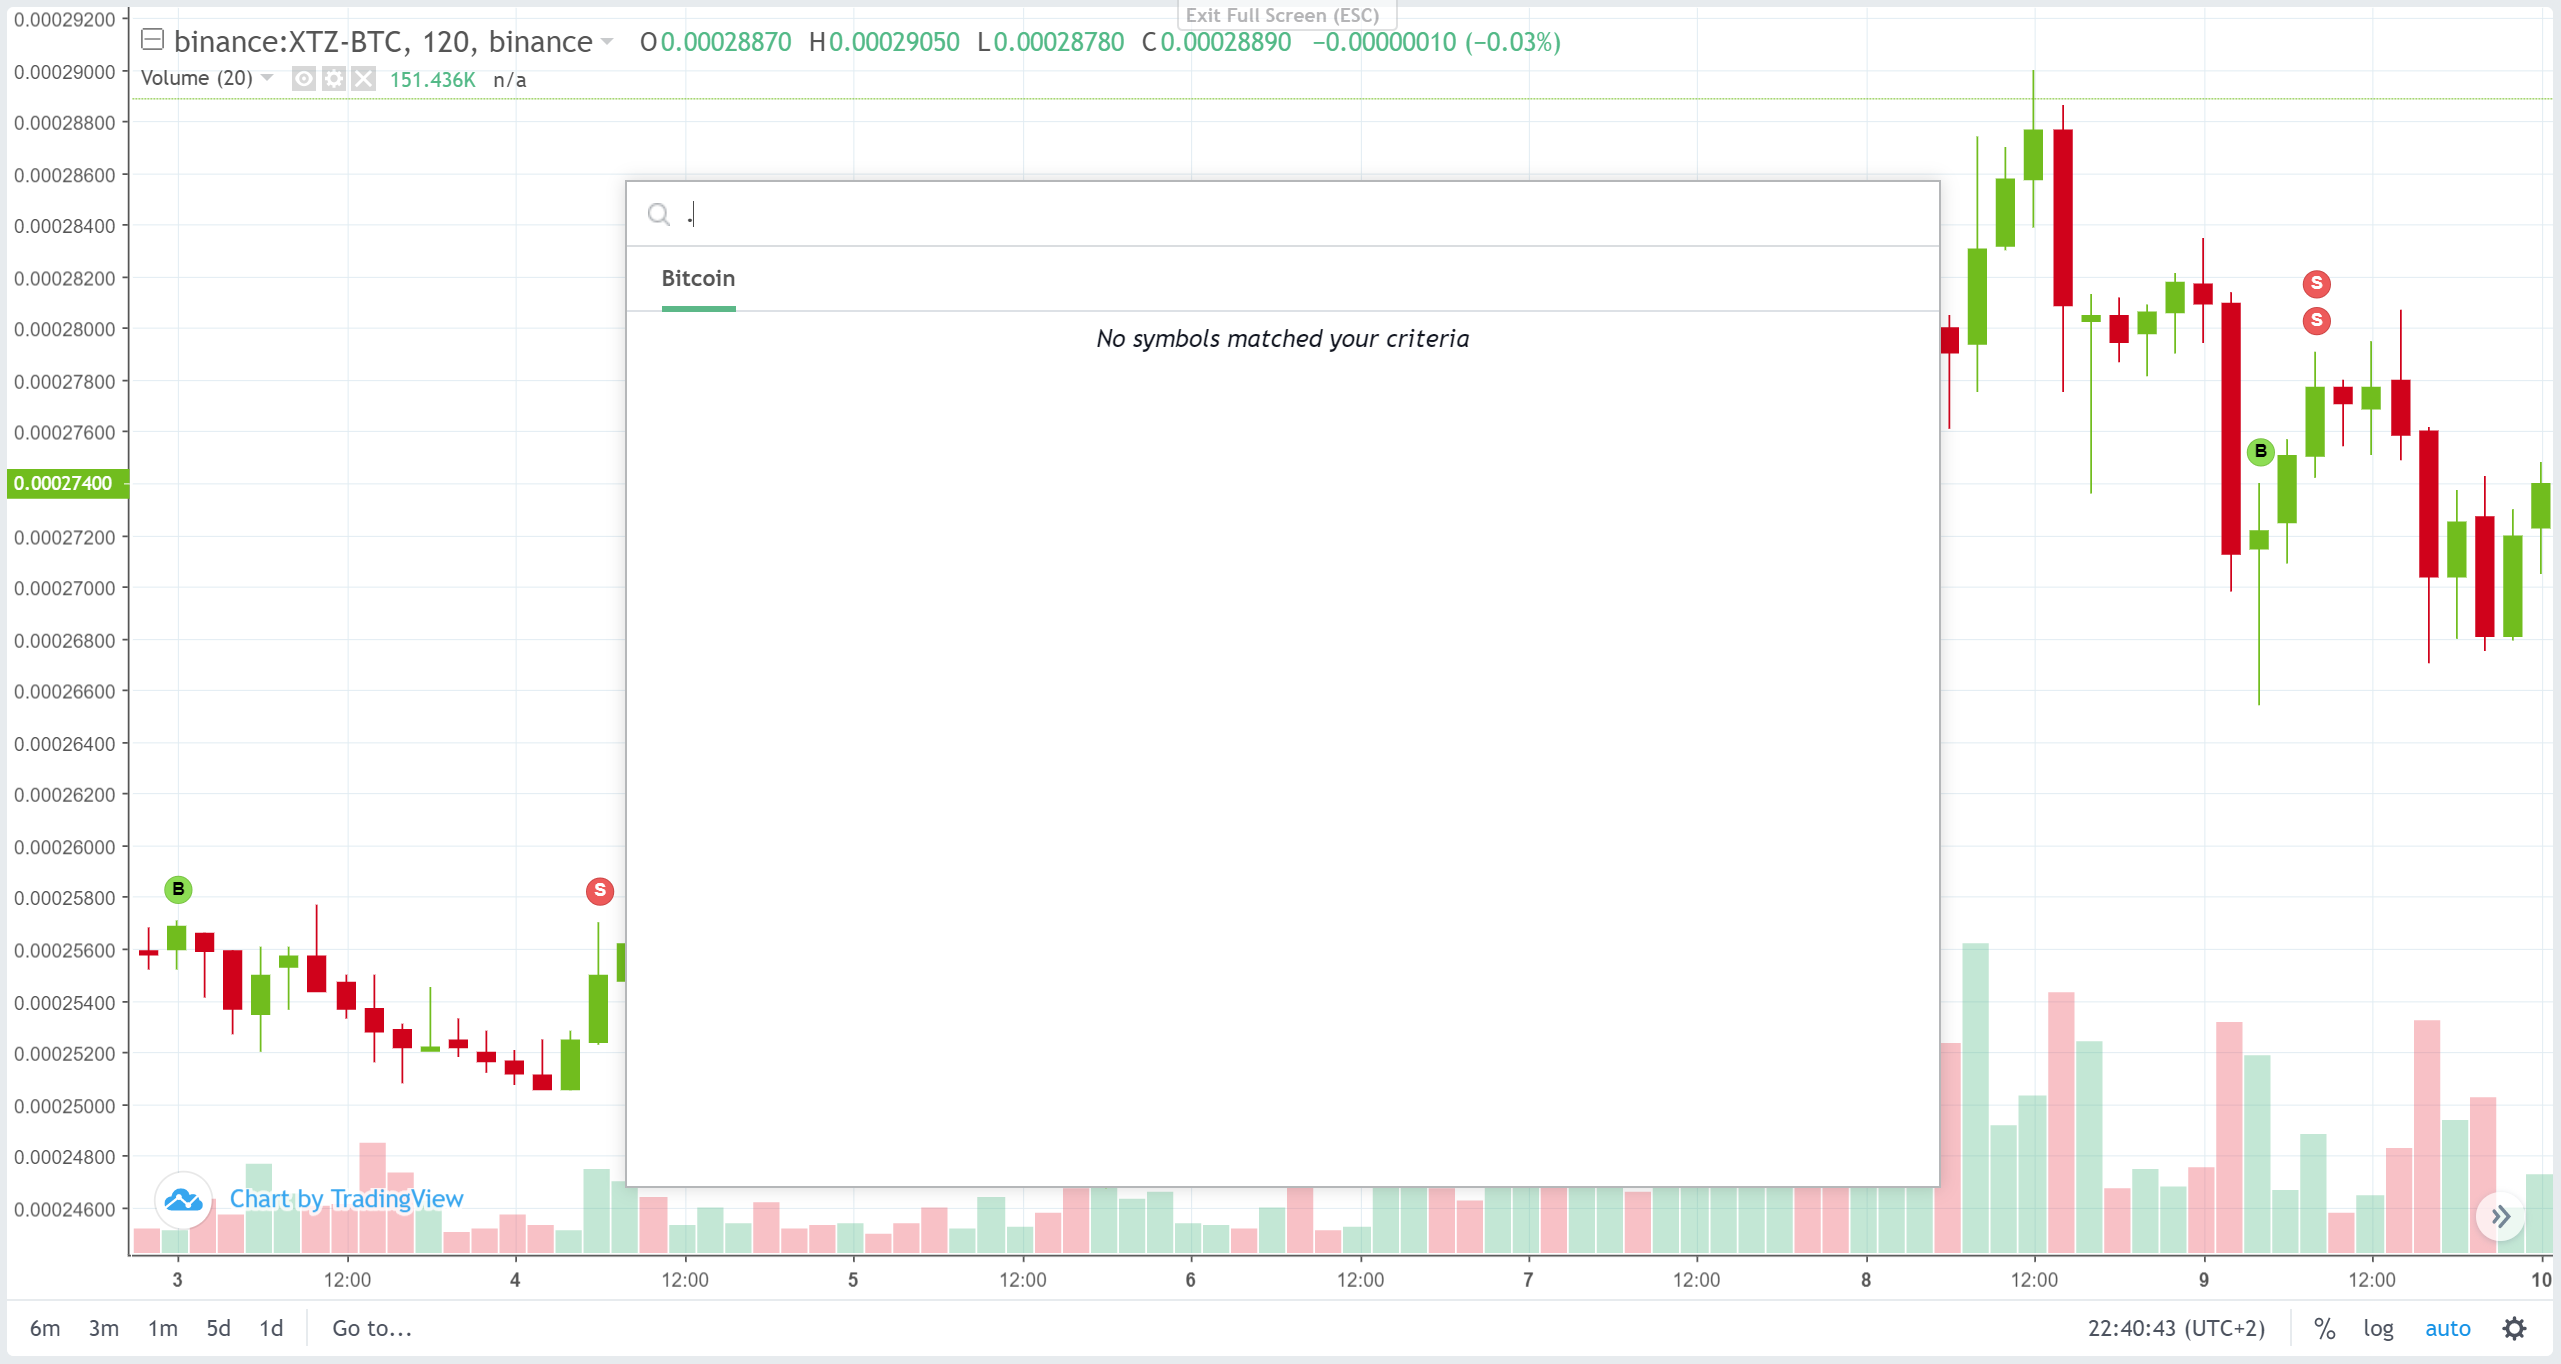 Exit Full Screen (ESC)
binance:XTZ-BTC, 120, binance O0.00028870 H0.00029050 L0.00028780 C0.00028890 −0.00000010 (−0.03%)
Volume (20) 151.436K n/a
0.00029200
0.00029000
0.00028800
0.00028600
0.00028400
0.00028200
0.00028000
0.00027800
0.00027600
0.00027400
0.00027200
0.00027000
0.00026800
0.00026600
0.00026400
0.00026200
0.00026000
0.00025800
0.00025600
0.00025400
0.00025200
0.00025000
0.00024800
0.00024600
.
Bitcoin
No symbols matched your criteria
S
S
B
B
S
Chart by TradingView
3 12:00 4 12:00 5 12:00 6 12:00 7 12:00 8 12:00 9 12:00 10
6m 3m 1m 5d 1d Go to... 22:40:43 (UTC+2) % log auto